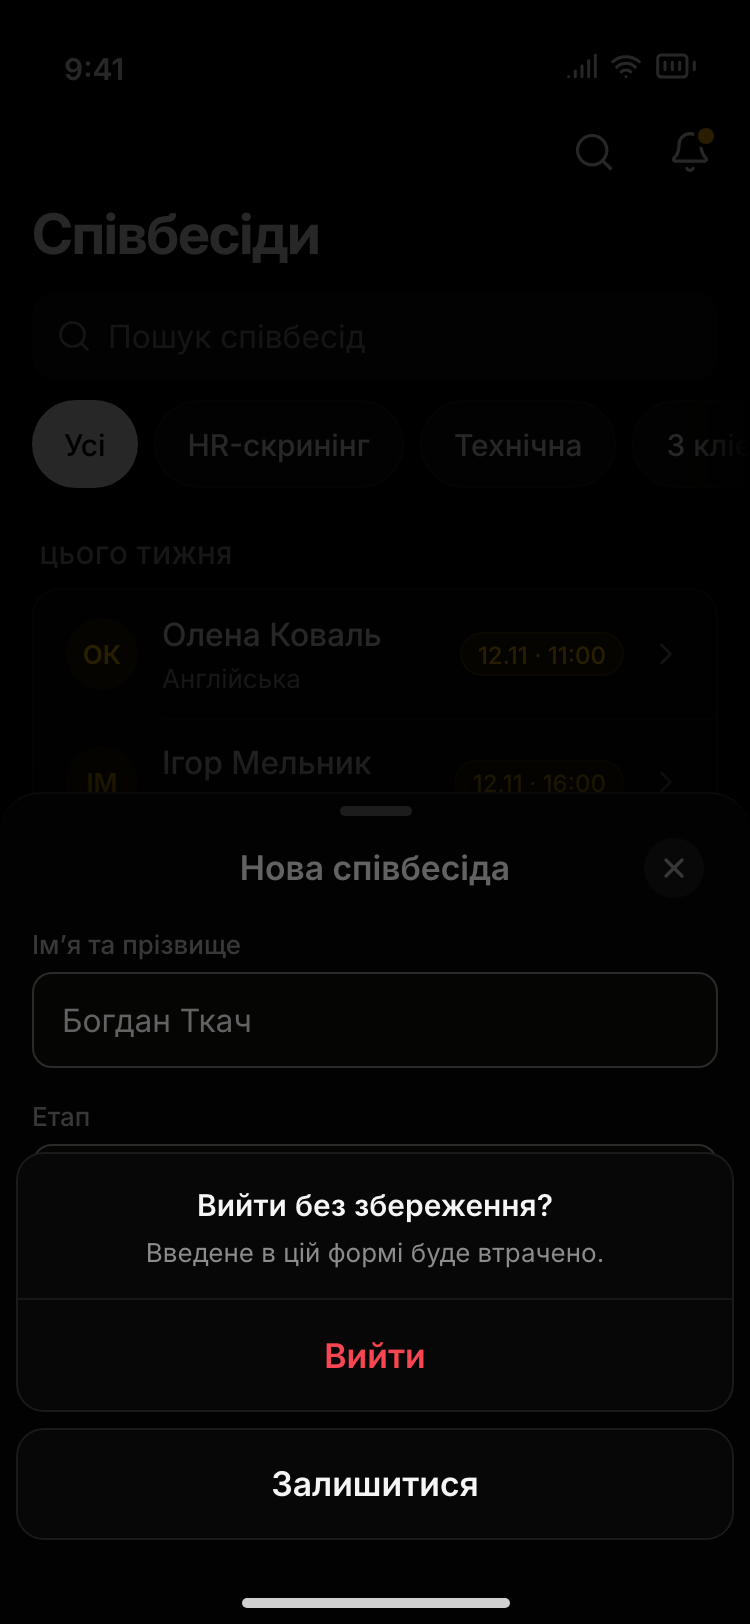 9:41
Співбесіди
Пошук співбесід
Усі HR-скринінг Технічна З кліє
ЦЬОГО ТИЖНЯ
ОК Олена Коваль 12.11 · 11:00
Англійська
ІМ Ігор Мельник 12.11 · 16:00
Нова співбесіда
Ім’я та прізвище
Богдан Ткач
Етап
Вийти без збереження?
Введене в цій формі буде втрачено.
Вийти
Залишитися